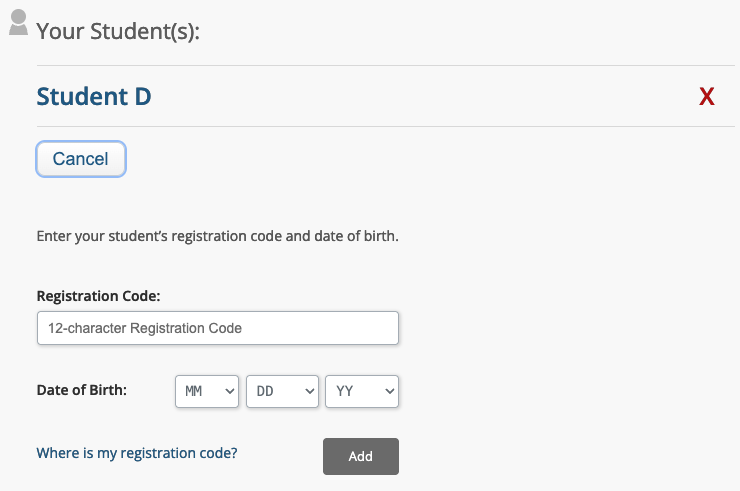 Your Student(s):
Student D X
Cancel
Enter your student's registration code and date of birth.
Registration Code:
12-character Registration Code
Date of Birth: MM DD YY
Where is my registration code? Add